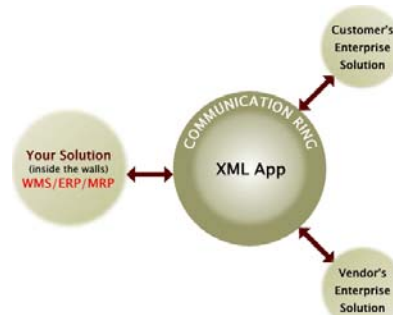 Customer's
Enterprise
Solution
COMMUNICATION RING
XML App
Your Solution
(inside the walls)
WMS/ERP/MRP
Vendor's
Enterprise
Solution